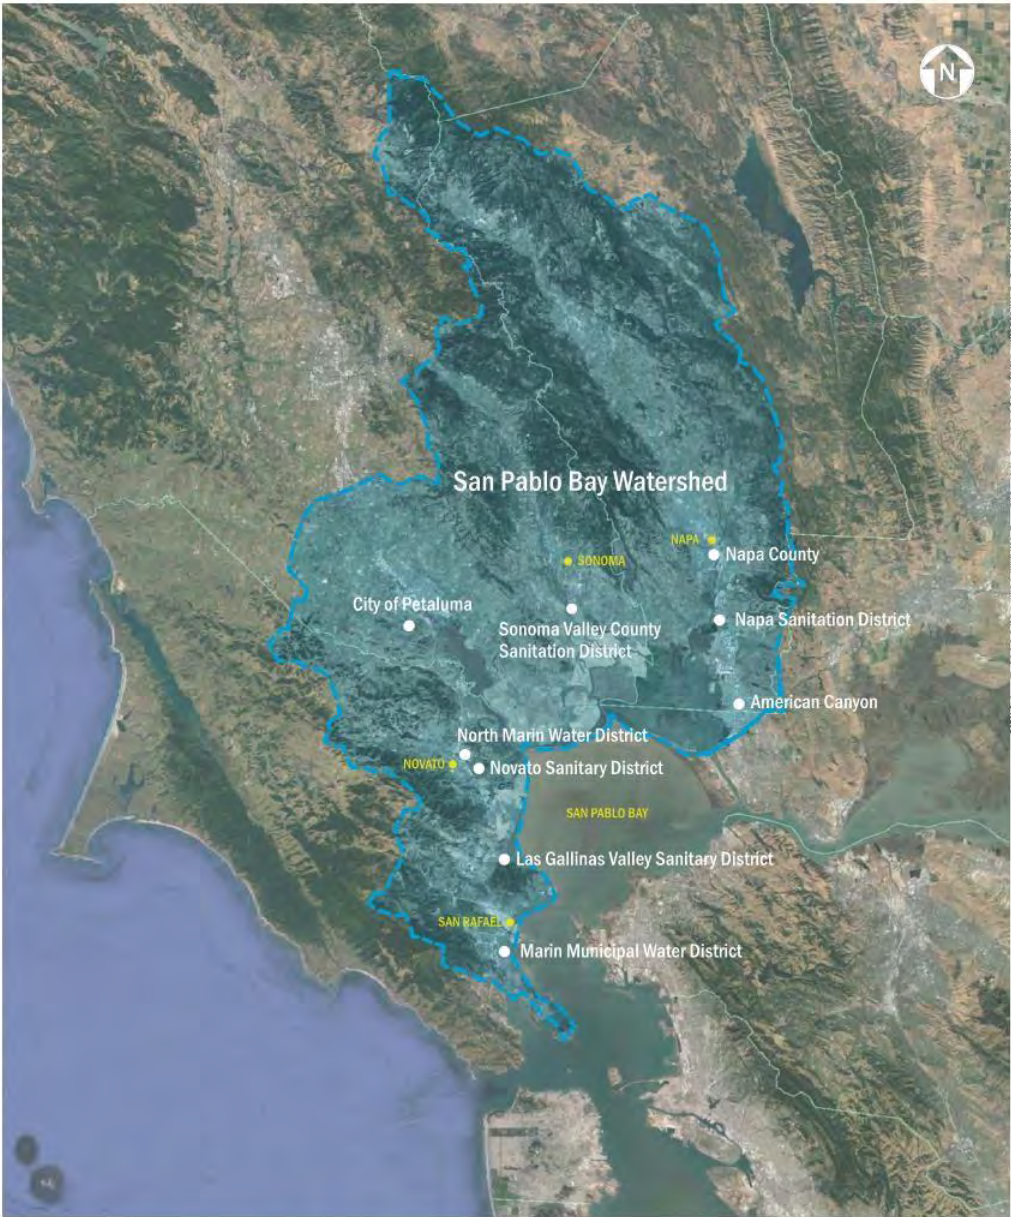 N
San Pablo Bay Watershed
NAPA
Napa County
SONOMA
City of Petaluma
Sonoma Valley County
Sanitation District
Napa Sanitation District
American Canyon
North Marin Water District
NOVATO
Novato Sanitary District
SAN PABLO BAY
Las Gallinas Valley Sanitary District
SAN RAFAEL
Marin Municipal Water District